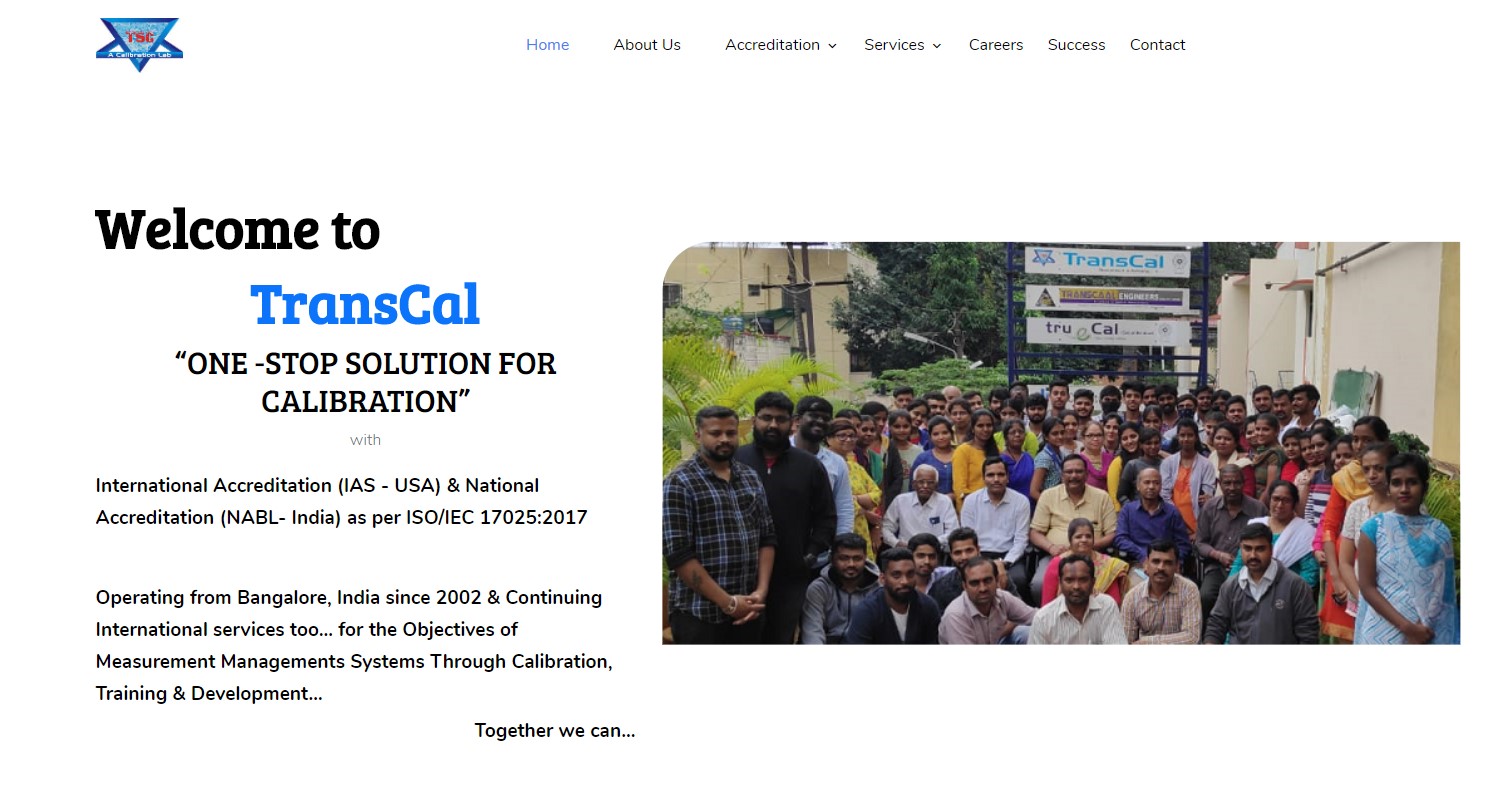 TSC
A Calibration Lab
Home About Us Accreditation Services Careers Success Contact
Welcome to
TransCal
“ONE -STOP SOLUTION FOR
CALIBRATION”
with
International Accreditation (IAS - USA) & National
Accreditation (NABL- India) as per ISO/IEC 17025:2017
Operating from Bangalore, India since 2002 & Continuing
International services too... for the Objectives of
Measurement Managements Systems Through Calibration,
Training & Development...
Together we can...
TransCal
TRANSCAAL ENGINEERS
tru e Cal